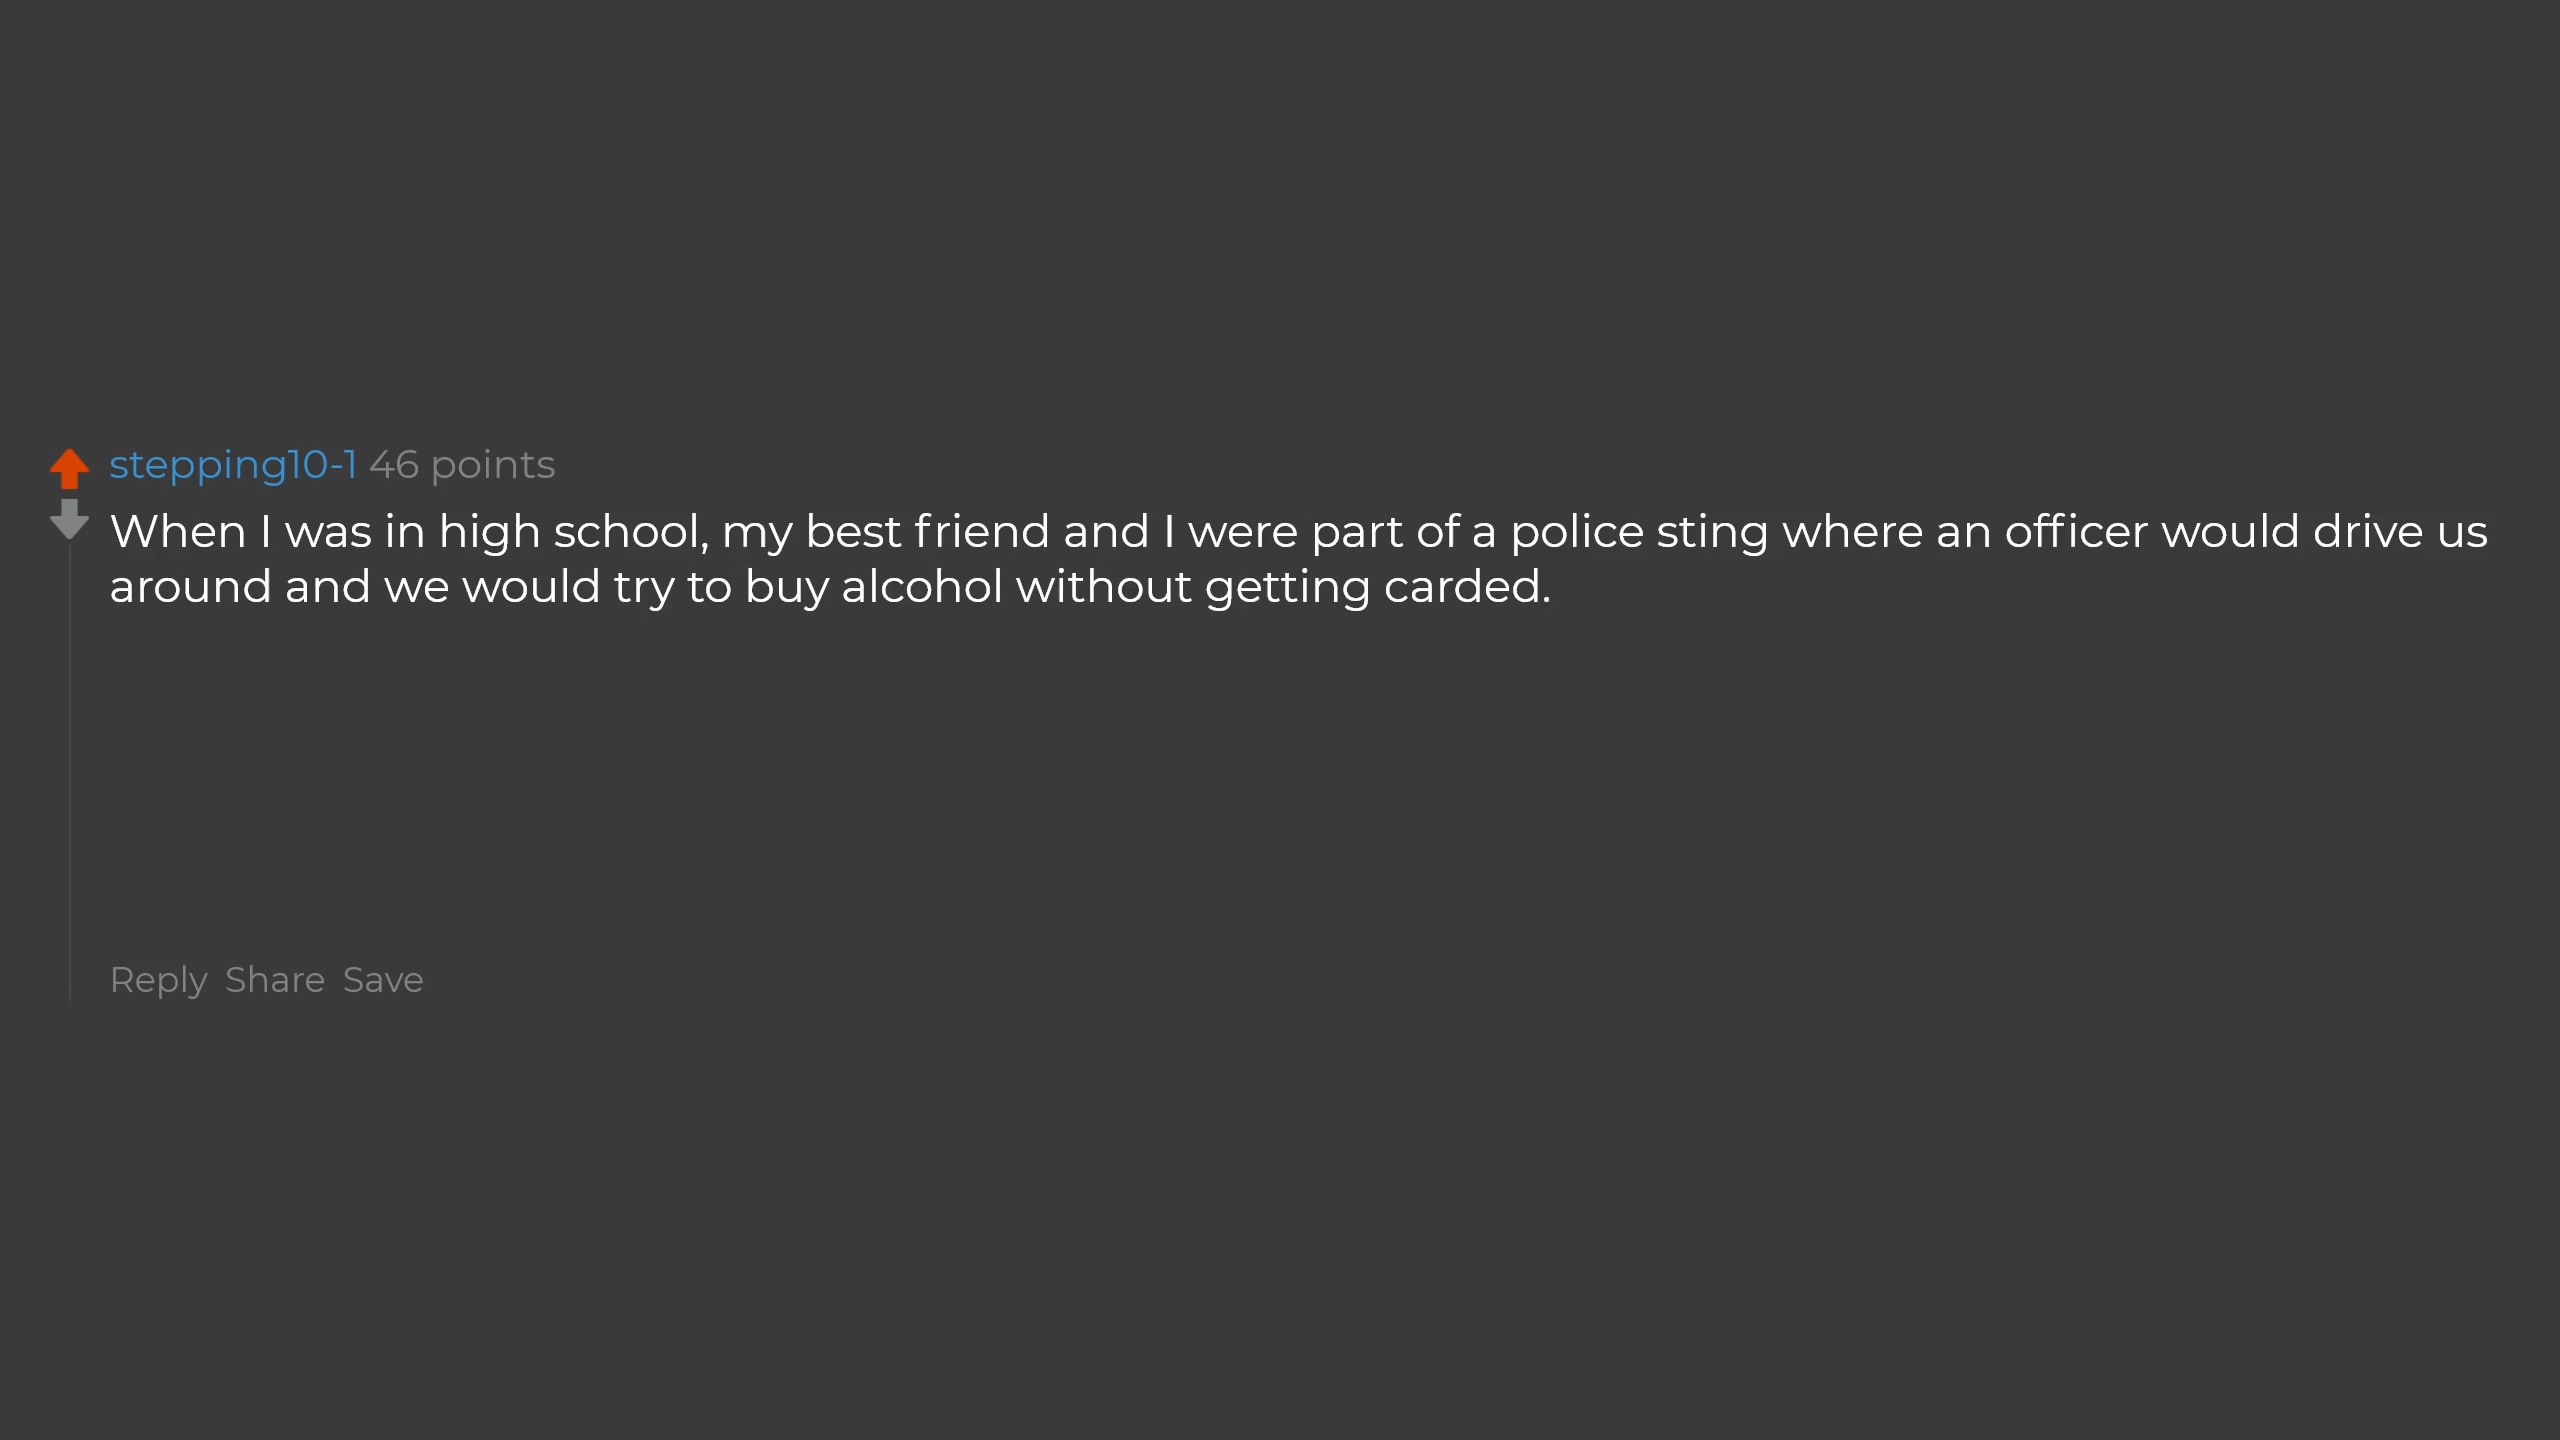 stepping10-1 46 points
When I was in high school, my best friend and I were part of a police sting where an officer would drive us
around and we would try to buy alcohol without getting carded.
Reply Share Save